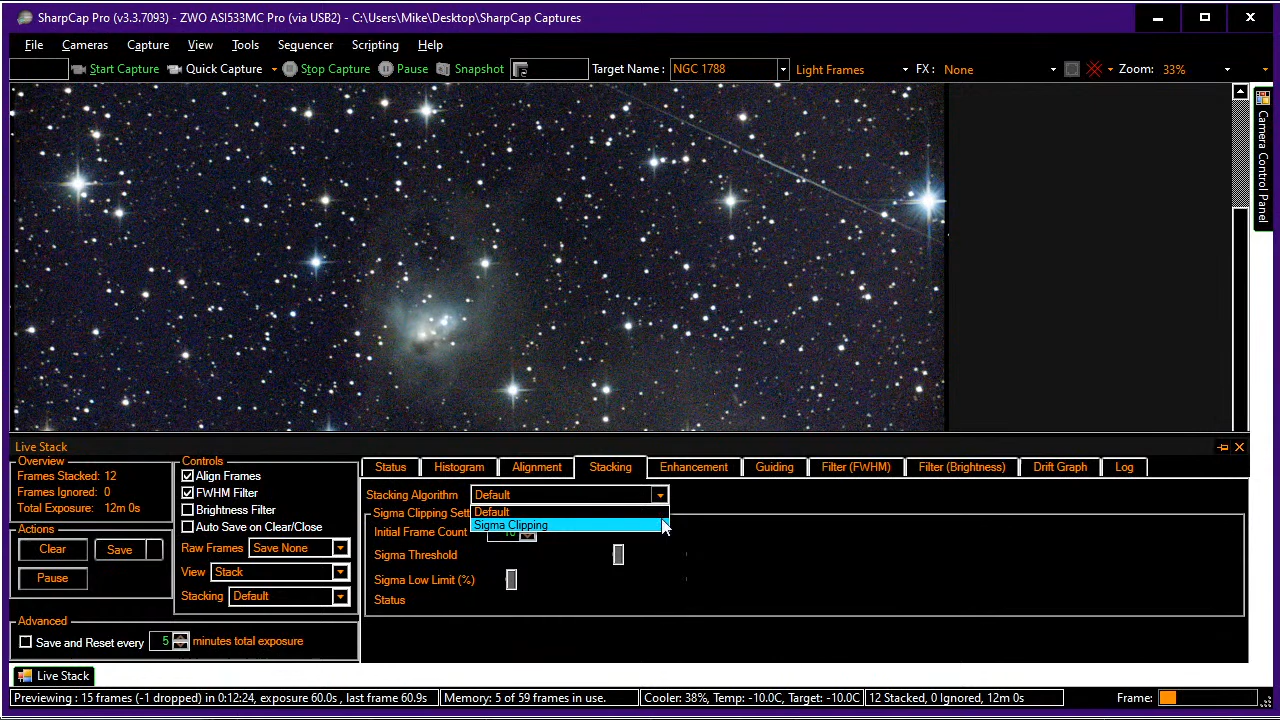 SharpCap Pro (v3.3.7093) - ZWO ASI533MC Pro (via USB2) - C:\Users\Mike\Desktop\SharpCap Captures
File Cameras Capture View Tools Sequencer Scripting Help
Start Capture Quick Capture Stop Capture Pause Snapshot Target Name : NGC 1788 Light Frames FX : None Zoom: 33%
Camera Control Panel
Live Stack
Overview
Frames Stacked: 12
Frames Ignored: 0
Total Exposure: 12m 0s
Actions
Clear Save
Pause
Controls
Align Frames
FWHM Filter
Brightness Filter
Auto Save on Clear/Close
Raw Frames Save None
View Stack
Stacking Default
Advanced
Save and Reset every 5 minutes total exposure
Status Histogram Alignment Stacking Enhancement Guiding Filter (FWHM) Filter (Brightness) Drift Graph Log
Stacking Algorithm Default
Default
Sigma Clipping
Sigma Clipping Sett
Initial Frame Count
Sigma Threshold
Sigma Low Limit (%)
Status
Live Stack
Previewing : 15 frames (-1 dropped) in 0:12:24, exposure 60.0s , last frame 60.9s Memory: 5 of 59 frames in use. Cooler: 38%, Temp: -10.0C, Target: -10.0C 12 Stacked, 0 Ignored, 12m 0s Frame: